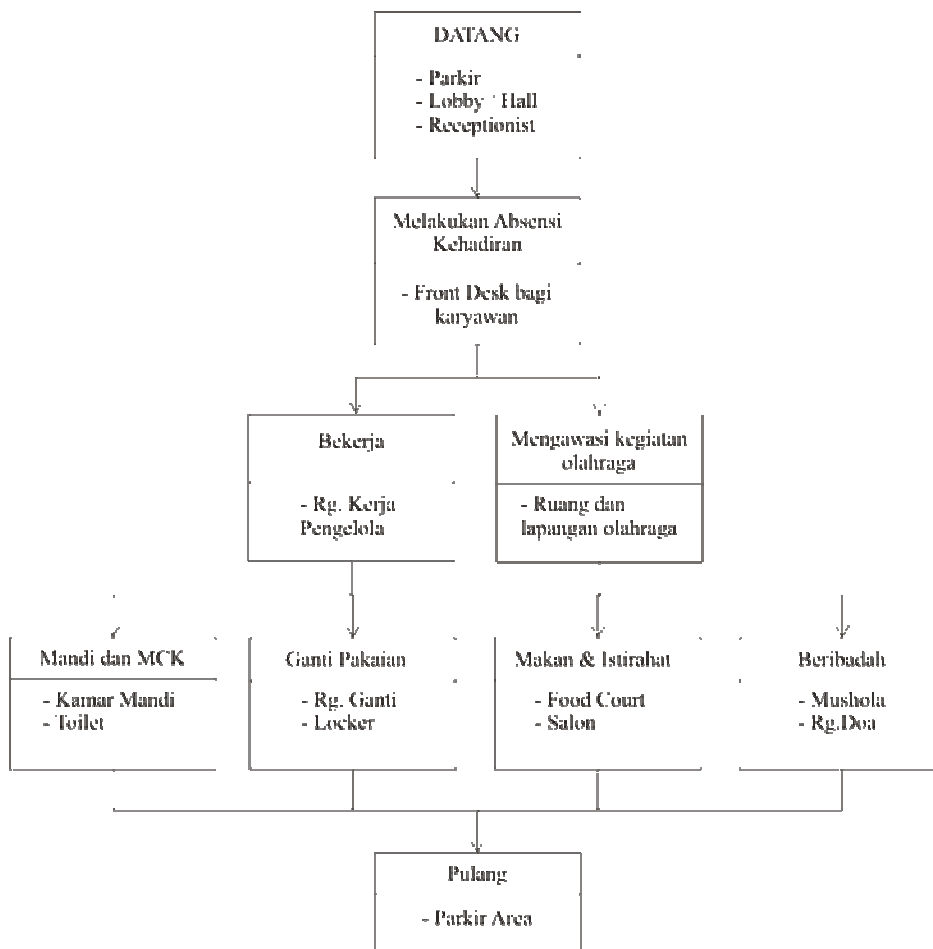 DATANG
- Parkir
- Lobby / Hall
- Receptionist
Melakukan Absensi
Kehadiran
- Front Desk bagi
karyawan
Bekerja
- Rg. Kerja
Pengelola
Mengawasi kegiatan
olahraga
- Ruang dan
lapangan olahraga
Mandi dan MCK
- Kamar Mandi
- Toilet
Ganti Pakaian
- Rg. Ganti
- Locker
Makan & Istirahat
- Food Court
- Salon
Beribadah
- Mushola
- Rg.Doa
Pulang
- Parkir Area